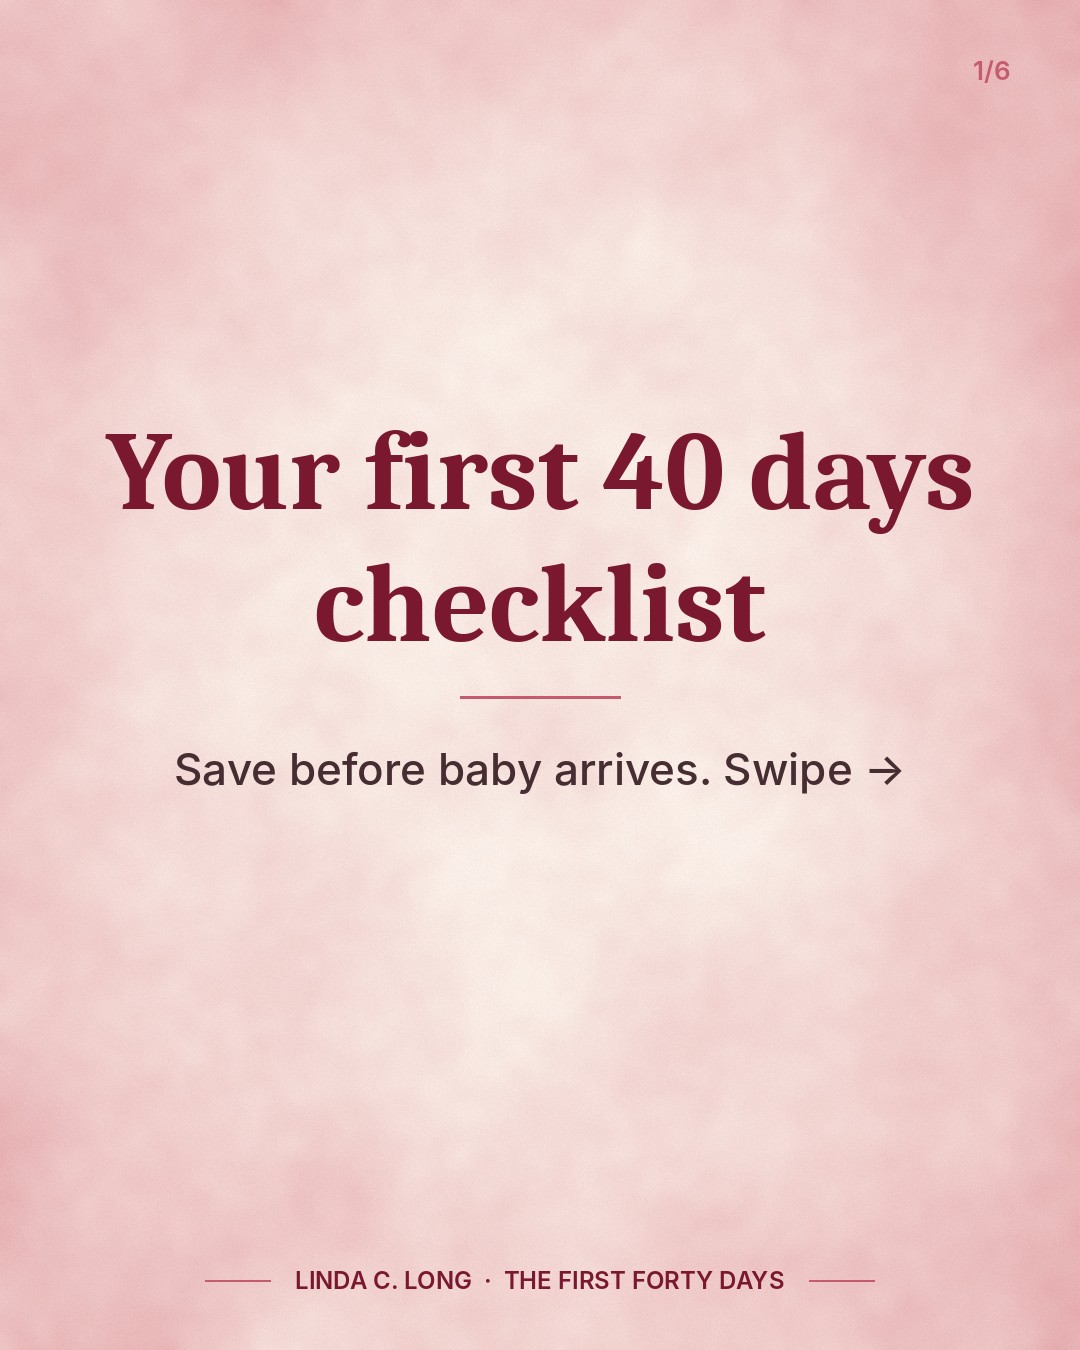 1/6
Your first 40 days
checklist
Save before baby arrives. Swipe →
LINDA C. LONG · THE FIRST FORTY DAYS